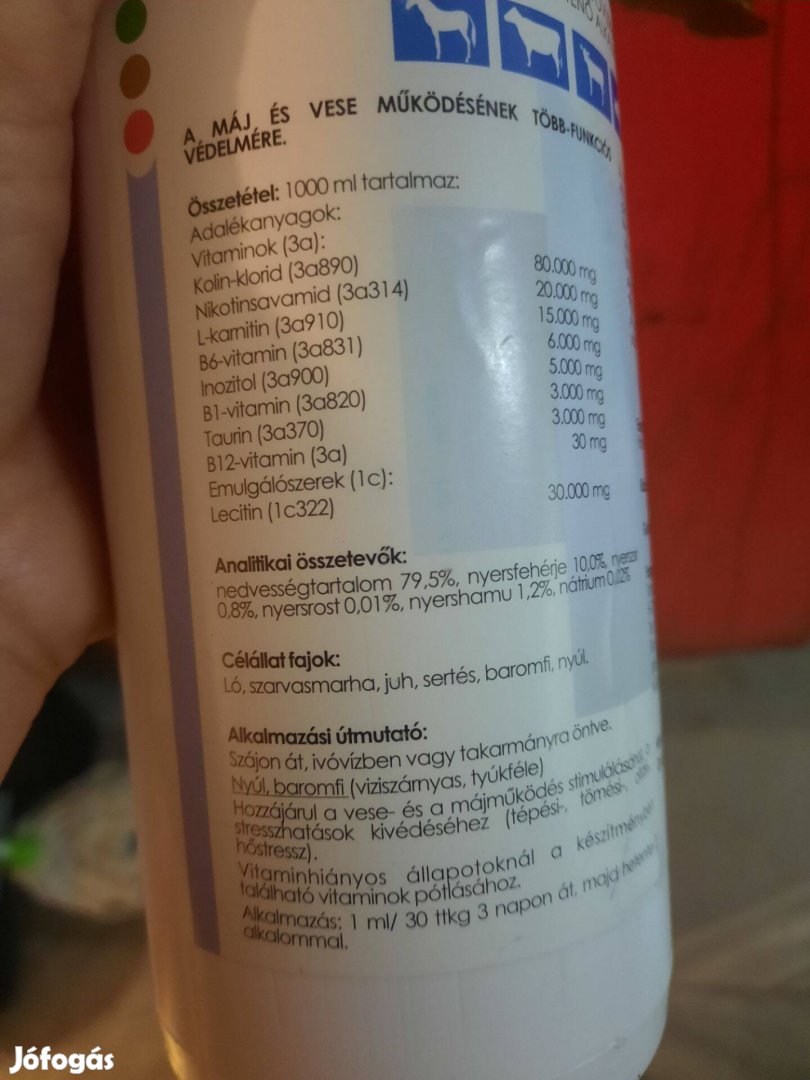 A MÁJ ÉS VESE MŰKÖDÉSÉNEK TÖBB-FUNKCIÓS
VÉDELMÉRE.
Összetétel: 1000 ml tartalmaz:
Adalékanyagok:
Vitaminok (3a):
Kolin-klorid (3a890) 80.000 mg
Nikotinsavamid (3a314) 20.000 mg
L-karnitin (3a910) 15.000 mg
B6-vitamin (3a831) 6.000 mg
Inozitol (3a900) 5.000 mg
B1-vitamin (3a820) 3.000 mg
Taurin (3a370) 3.000 mg
B12-vitamin (3a) 30 mg
Emulgálószerek (1c):
Lecitin (1c322) 30.000 mg
Analitikai összetevők:
nedvességtartalom 79,5%, nyersfehérje 10,0%, nyerszsír
0,8%, nyersrost 0,01%, nyershamu 1,2%, nátrium 0,02%
Célállat fajok:
Ló, szarvasmarha, juh, sertés, baromfi, nyúl.
Alkalmazási útmutató:
Szájon át, ivóvízben vagy takarmányra öntve.
Nyúl, baromfi (víziszárnyas, tyúkféle)
Hozzájárul a vese- és a májműködés stimulálásához, a
stresszhatások kivédéséhez (tépési-, tömési-,
hőstressz).
Vitaminhiányos állapotoknál a készítményben
található vitaminok pótlásához.
Alkalmazás: 1 ml/ 30 ttkg 3 napon át, majd hetente
alkalommal.
Jófogás